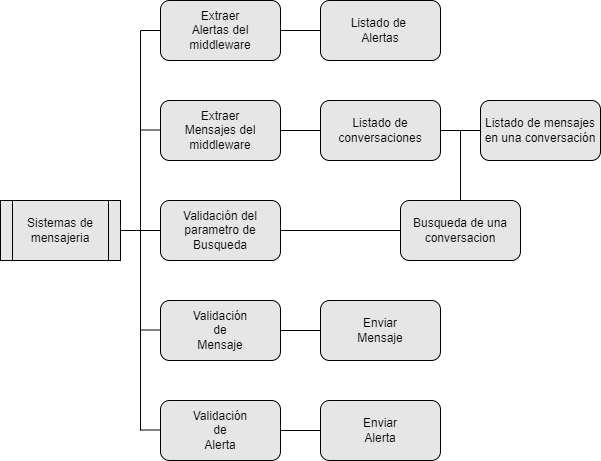 Extraer
Alertas del
middleware
Listado de
Alertas
Extraer
Mensajes del
middleware
Listado de
conversaciones
Listado de mensajes
en una conversación
Sistemas de
mensajeria
Validación del
parametro de
Busqueda
Busqueda de una
conversacion
Validación
de
Mensaje
Enviar
Mensaje
Validación
de
Alerta
Enviar
Alerta